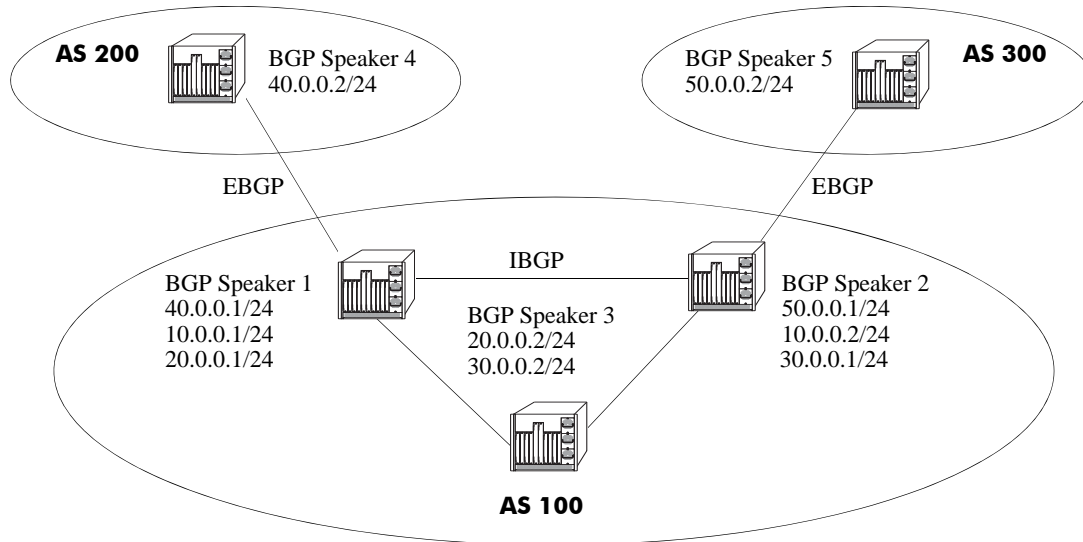 AS 200
BGP Speaker 4
40.0.0.2/24
BGP Speaker 5
50.0.0.2/24
AS 300
EBGP
EBGP
BGP Speaker 1
40.0.0.1/24
10.0.0.1/24
20.0.0.1/24
IBGP
BGP Speaker 3
20.0.0.2/24
30.0.0.2/24
BGP Speaker 2
50.0.0.1/24
10.0.0.2/24
30.0.0.1/24
AS 100